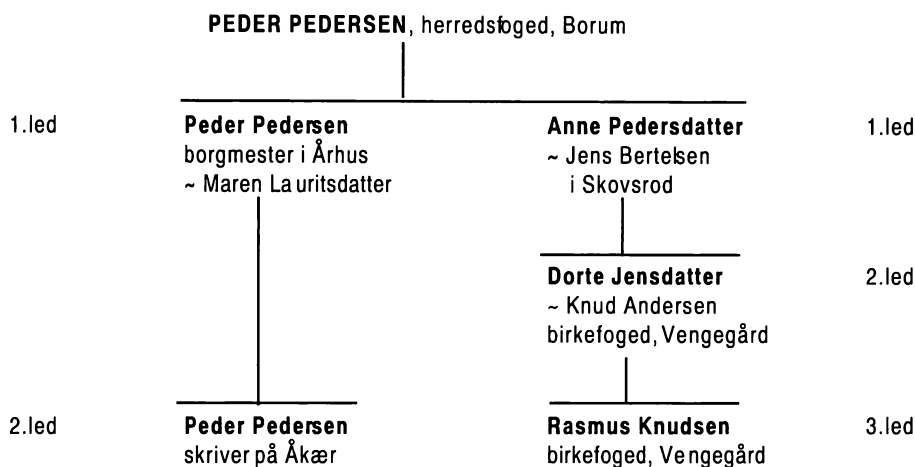 PEDER PEDERSEN, herredsfoged, Borum
1.led Peder Pedersen Anne Pedersdatter 1.led
borgmester i Århus ~ Jens Bertelsen
~ Maren Lauritsdatter i Skovsrod
Dorte Jensdatter 2.led
~ Knud Andersen
birkefoged, Vengegård
2.led Peder Pedersen Rasmus Knudsen 3.led
skriver på Åkær birkefoged, Vengegård